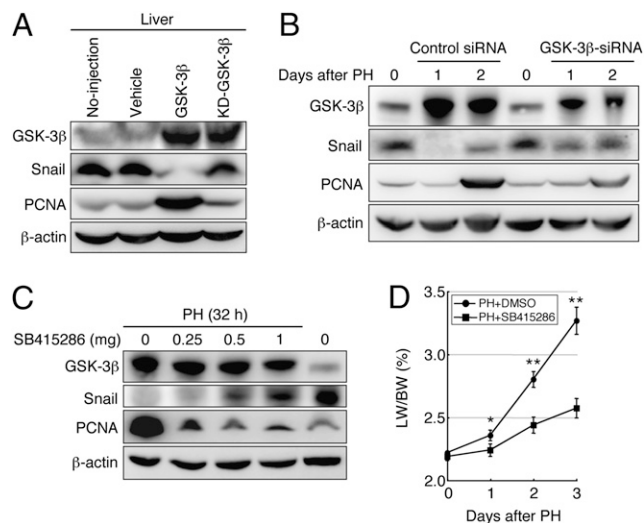 A
Liver
No-injection
Vehicle
GSK-3β
KD-GSK-3β
GSK-3β
Snail
PCNA
β-actin
B
Control siRNA GSK-3β-siRNA
Days after PH 0 1 2 0 1 2
GSK-3β
Snail
PCNA
β-actin
C
PH (32 h)
SB415286 (mg) 0 0.25 0.5 1 0
GSK-3β
Snail
PCNA
β-actin
D
3.5
PH+DMSO
PH+SB415286
**
3.0
**
LW/BW (%)
2.5
*
2.0
0 1 2 3
Days after PH